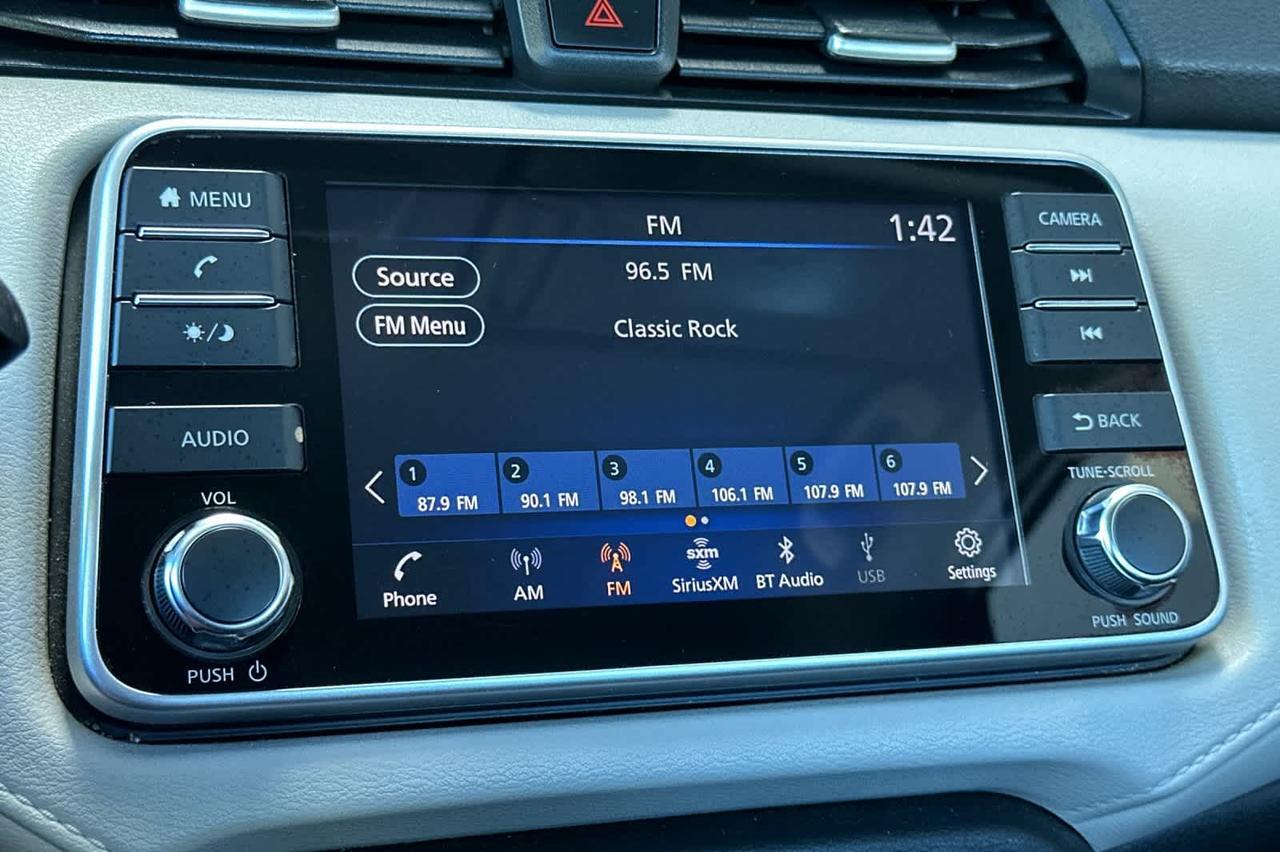 MENU
AUDIO
VOL
PUSH
FM
1:42
Source
96.5 FM
FM Menu
Classic Rock
1 87.9 FM
2 90.1 FM
3 98.1 FM
4 106.1 FM
5 107.9 FM
6 107.9 FM
Phone
AM
FM
sxm
SiriusXM
BT Audio
USB
Settings
CAMERA
BACK
TUNE·SCROLL
PUSH SOUND